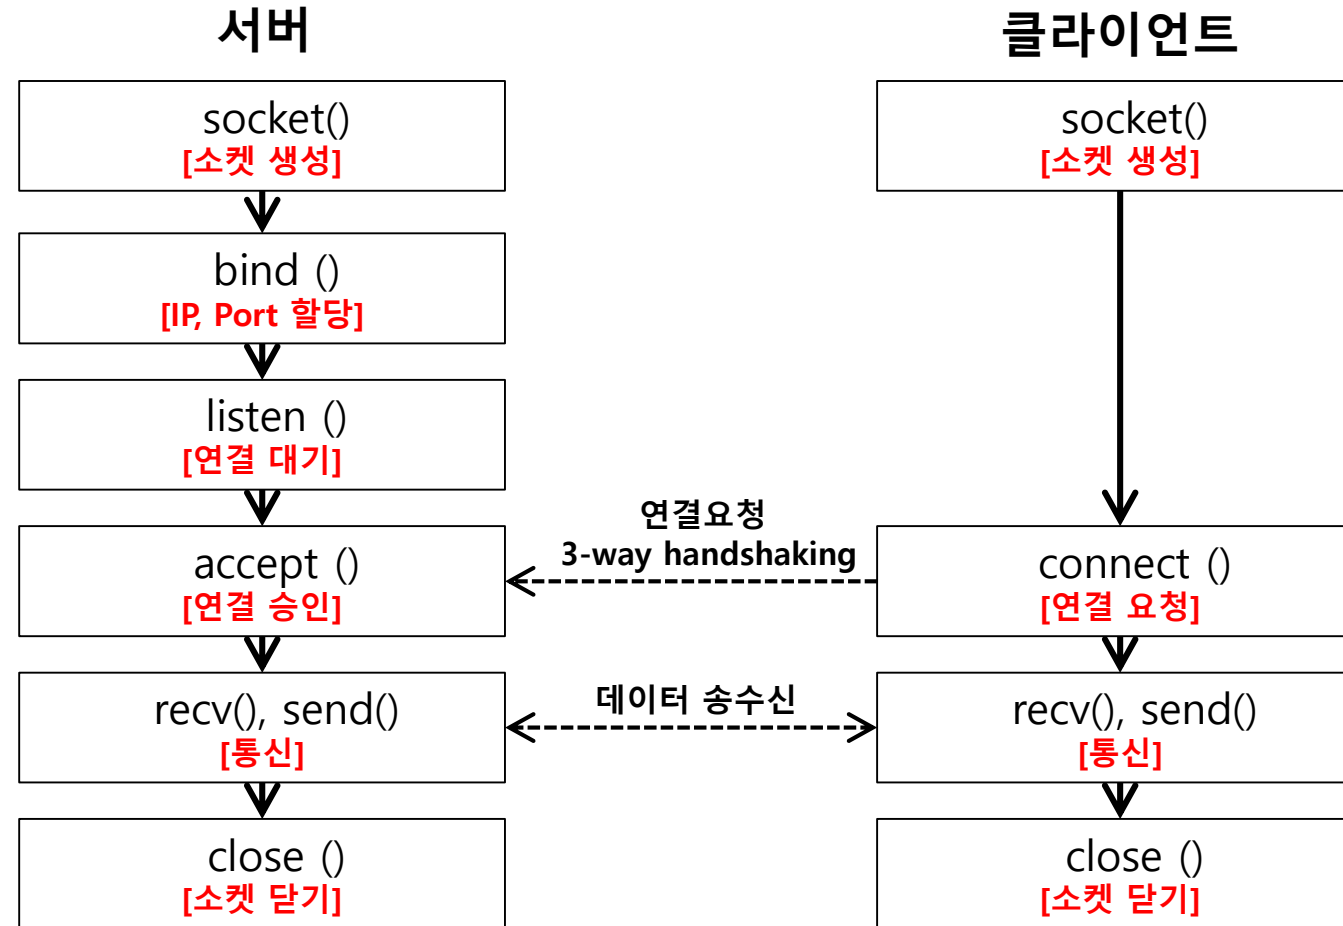 서버
클라이언트
socket()
[소켓 생성]
socket()
[소켓 생성]
bind ()
[IP, Port 할당]
listen ()
[연결 대기]
연결요청
3-way handshaking
accept ()
[연결 승인]
connect ()
[연결 요청]
데이터 송수신
recv(), send()
[통신]
recv(), send()
[통신]
close ()
[소켓 닫기]
close ()
[소켓 닫기]